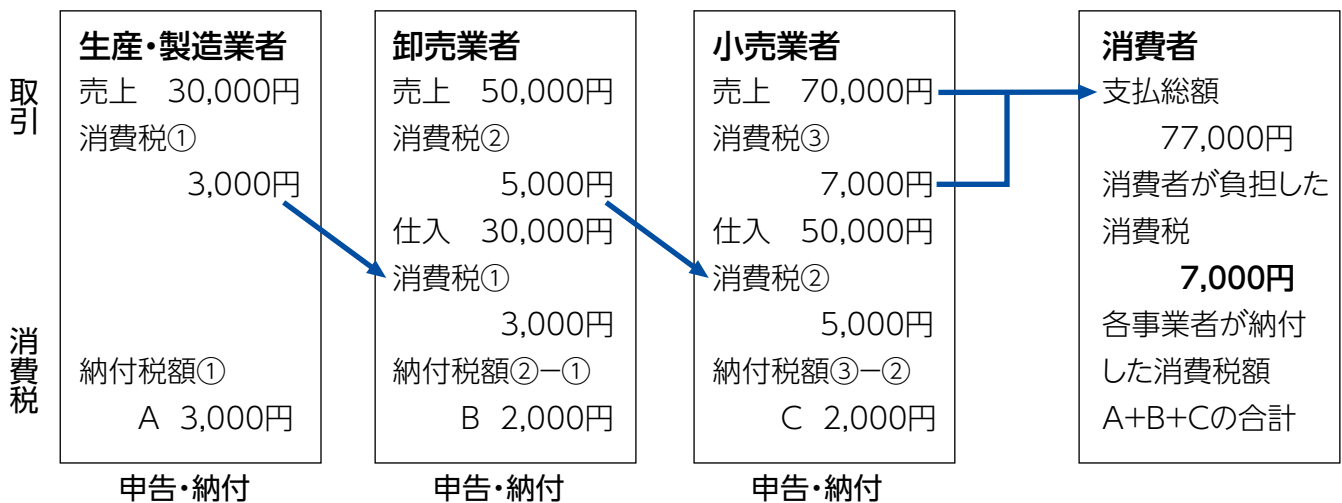 取引
消費税
生産・製造業者
売上 30,000円
消費税①
3,000円
納付税額①
A 3,000円
申告・納付
卸売業者
売上 50,000円
消費税②
5,000円
仕入 30,000円
消費税①
3,000円
納付税額②−①
B 2,000円
申告・納付
小売業者
売上 70,000円
消費税③
7,000円
仕入 50,000円
消費税②
5,000円
納付税額③−②
C 2,000円
申告・納付
消費者
支払総額
77,000円
消費者が負担した
消費税
7,000円
各事業者が納付
した消費税額
A+B+Cの合計